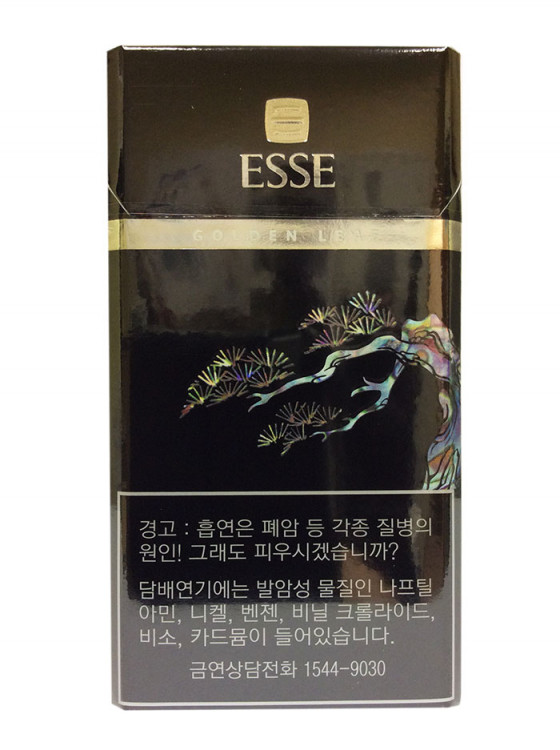 ESSE
GOLDEN LE
경고 : 흡연은 폐암 등 각종 질병의
원인! 그래도 피우시겠습니까?
담배연기에는 발암성 물질인 나프틸
아민, 니켈, 벤젠, 비닐 크롤라이드,
비소, 카드뮴이 들어있습니다.
금연상담전화 1544-9030